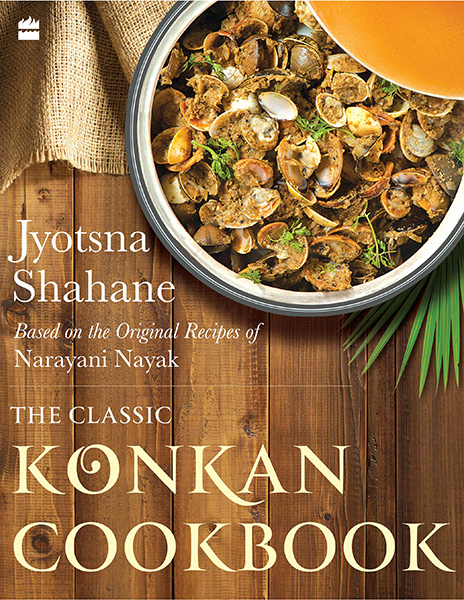 Jyotsna
Shahane
Based on the Original Recipes of
Narayani Nayak
THE CLASSIC
KONKAN
COOKBOOK